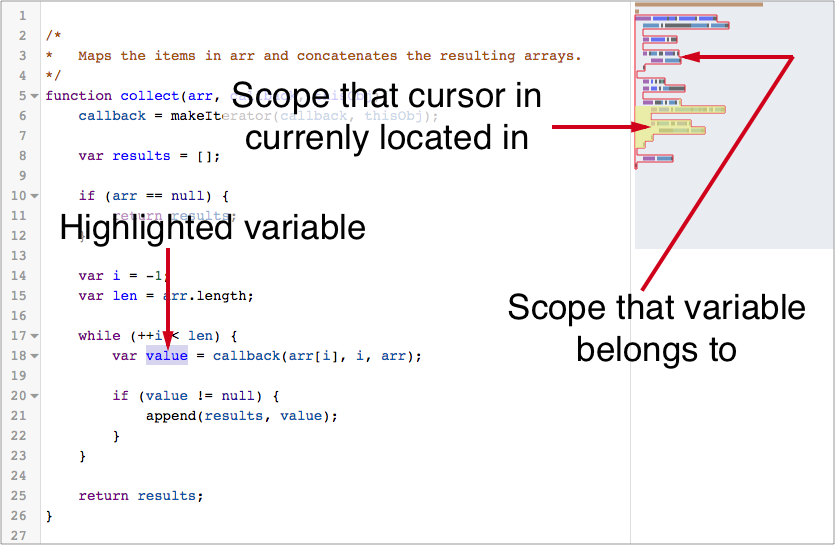 1
2 /*
3 *   Maps the items in arr and concatenates the resulting arrays.
4 */
5 function collect(arr,
Scope that cursor in
6     callback = makeIterator(callback, thisObj);
currenly located in
7
8     var results = [];
9
10     if (arr == null) {
11         return results;
Highlighted variable
12
13
14     var i = -1;
15     var len = arr.length;
Scope that variable
belongs to
16
17     while (++i < len) {
18         var value = callback(arr[i], i, arr);
19
20         if (value != null) {
21             append(results, value);
22         }
23     }
24
25     return results;
26 }
27